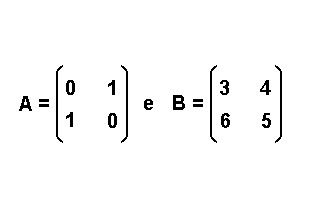 A = ( 0 1 ) e B = ( 3 4 )
( 1 0 ) ( 6 5 )